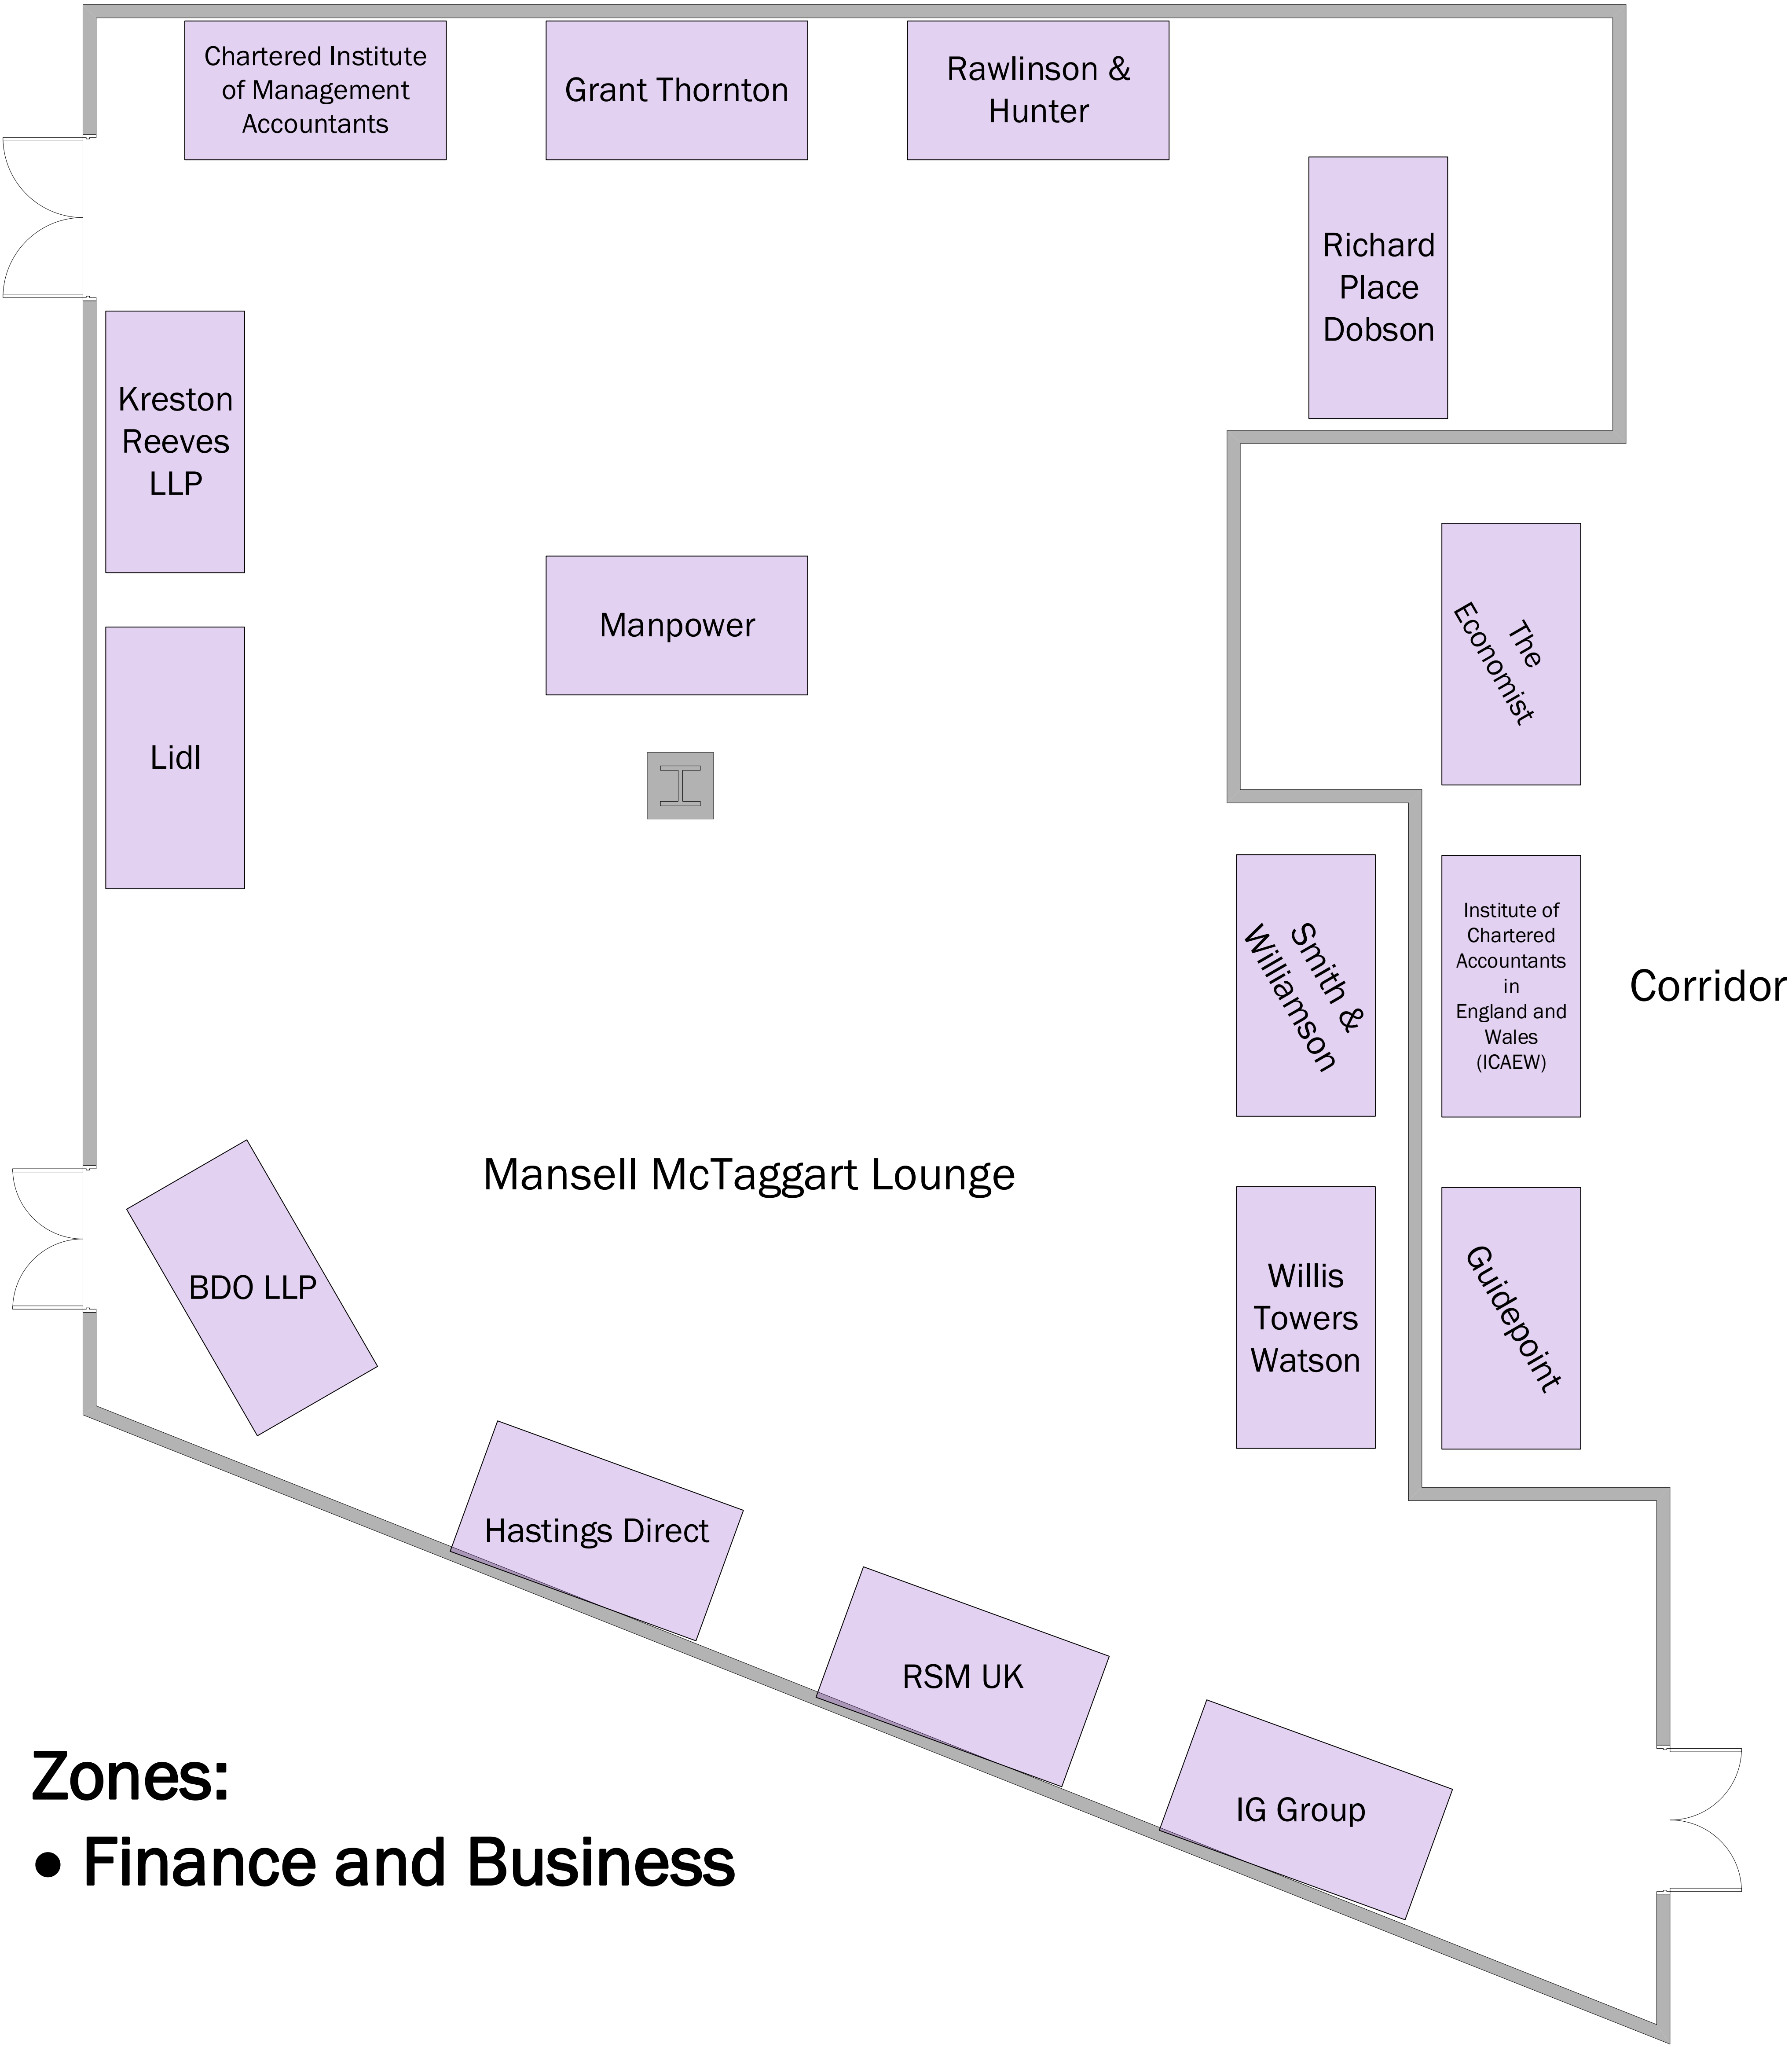 Chartered Institute
of Management
Accountants
Grant Thornton
Rawlinson &
Hunter
Richard
Place
Dobson
Kreston
Reeves
LLP
Manpower
The
Economist
Lidl
Smith &
Williamson
Institute of
Chartered
Accountants
in
England and
Wales
(ICAEW)
Corridor
Mansell McTaggart Lounge
BDO LLP
Willis
Towers
Watson
Guidepoint
Hastings Direct
RSM UK
IG Group
Zones:
• Finance and Business